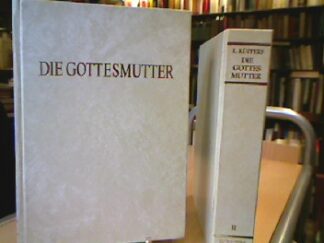 DIE GOTTESMUTTER
L. KÜPPERS
DIE
GOTTES
MUTTER
II